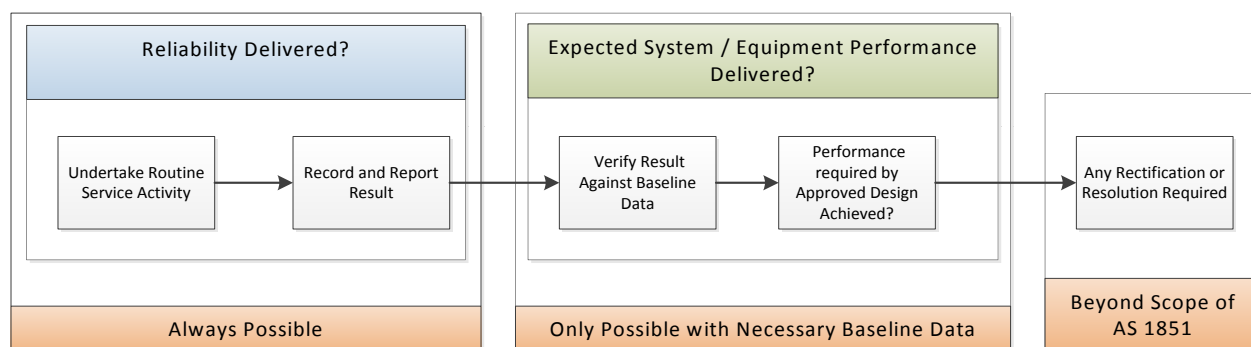 Reliability Delivered?
Undertake Routine
Service Activity
Record and Report
Result
Always Possible
Expected System / Equipment Performance
Delivered?
Verify Result
Against Baseline
Data
Performance
required by
Approved Design
Achieved?
Only Possible with Necessary Baseline Data
Any Rectification or
Resolution Required
Beyond Scope of
AS 1851